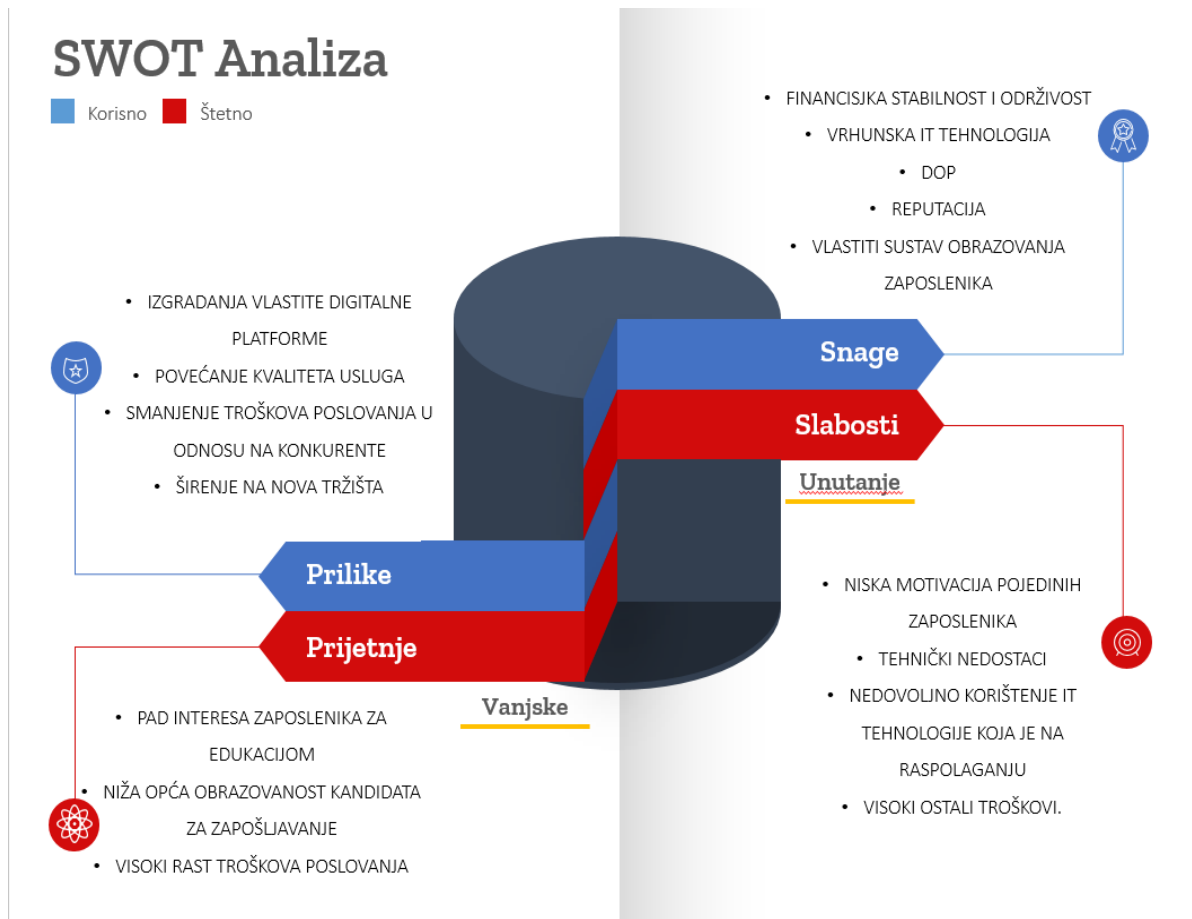 SWOT Analiza
Korisno
Štetno
• FINANCISJKA STABILNOST I ODRŽIVOST
• VRHUNSKA IT TEHNOLOGIJA
• DOP
• REPUTACIJA
• VLASTITI SUSTAV OBRAZOVANJA
ZAPOSLENIKA
• IZGRADANJA VLASTITE DIGITALNE
PLATFORME
• POVEĆANJE KVALITETA USLUGA
• SMANJENJE TROŠKOVA POSLOVANJA U
ODNOSU NA KONKURENTE
• ŠIRENJE NA NOVA TRŽIŠTA
Snage
Slabosti
Unutanje
Prilike
Prijetnje
Vanjske
• NISKA MOTIVACIJA POJEDINIH
ZAPOSLENIKA
• TEHNIČKI NEDOSTACI
• NEDOVOLJNO KORIŠTENJE IT
TEHNOLOGIJE KOJA JE NA
RASPOLAGANJU
• VISOKI OSTALI TROŠKOVI.
• PAD INTERESA ZAPOSLENIKA ZA
EDUKACIJOM
• NIŽA OPĆA OBRAZOVANOST KANDIDATA
ZA ZAPOŠLJAVANJE
• VISOKI RAST TROŠKOVA POSLOVANJA